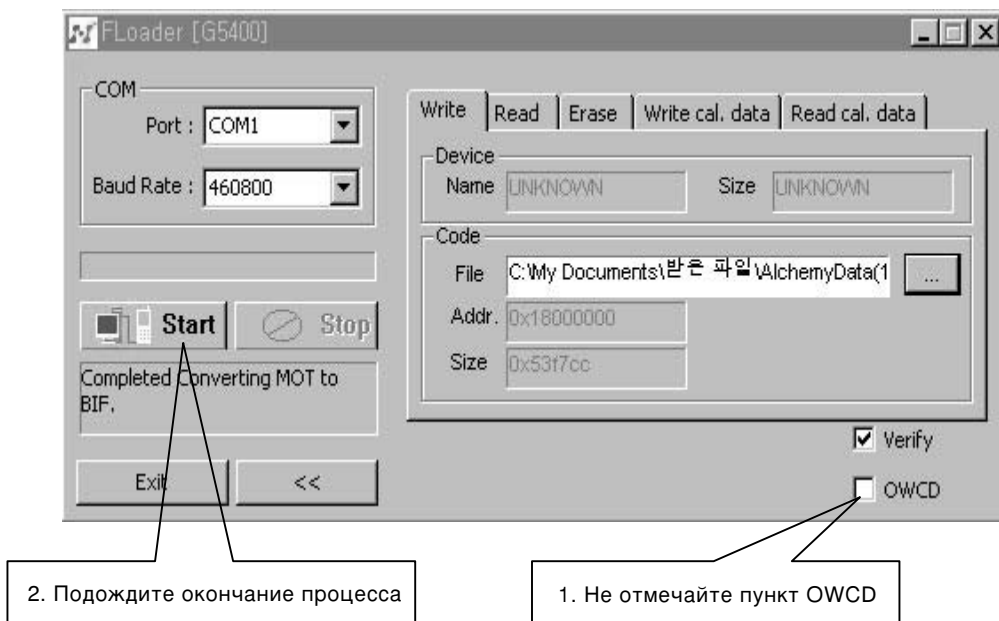 FLoader [G5400]
COM
Port : COM1
Baud Rate : 460800
Start Stop
Completed Converting MOT to
BIF.
Exit <<
Write Read Erase Write cal. data Read cal. data
Device
Name UNKNOWN Size UNKNOWN
Code
File C:\My Documents\받은 파일\AlchemyData(1 ...
Addr. 0x18000000
Size 0x53f7cc
Verify
OWCD
2. Подождите окончание процесса
1. Не отмечайте пункт OWCD